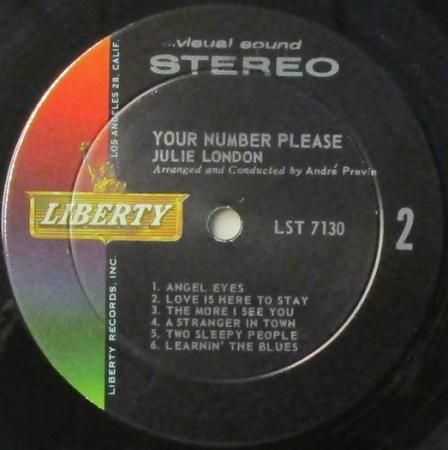 ...visual sound
STEREO
YOUR NUMBER PLEASE
JULIE LONDON
Arranged and Conducted by André Previn
LIBERTY
LST 7130
2
1. ANGEL EYES
2. LOVE IS HERE TO STAY
3. THE MORE I SEE YOU
4. A STRANGER IN TOWN
5. TWO SLEEPY PEOPLE
6. LEARNIN' THE BLUES
LIBERTY RECORDS, INC.
LOS ANGELES 28, CALIF.